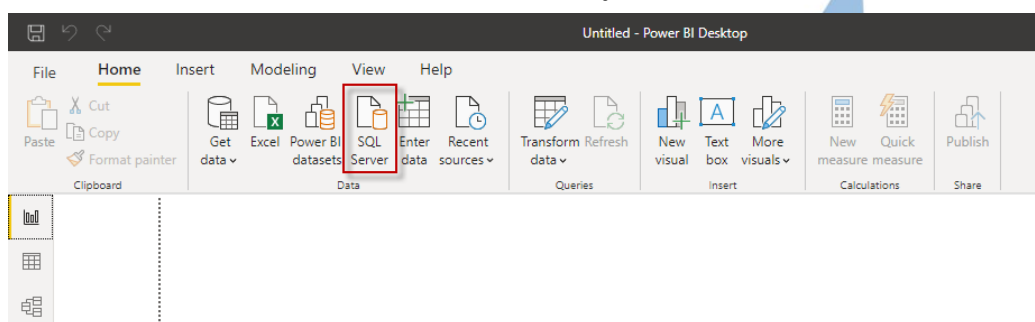 Untitled - Power BI Desktop
File Home Insert Modeling View Help
Paste
Cut
Copy
Format painter
Get data
Excel
Power BI datasets
SQL Server
Enter data
Recent sources
Transform data
Refresh
New visual
Text box
More visuals
New measure
Quick measure
Publish
Clipboard Data Queries Insert Calculations Share